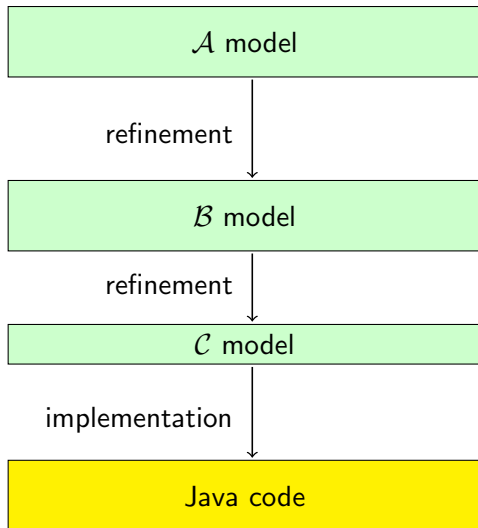 𝒜 model
refinement
ℬ model
refinement
𝒞 model
implementation
Java code